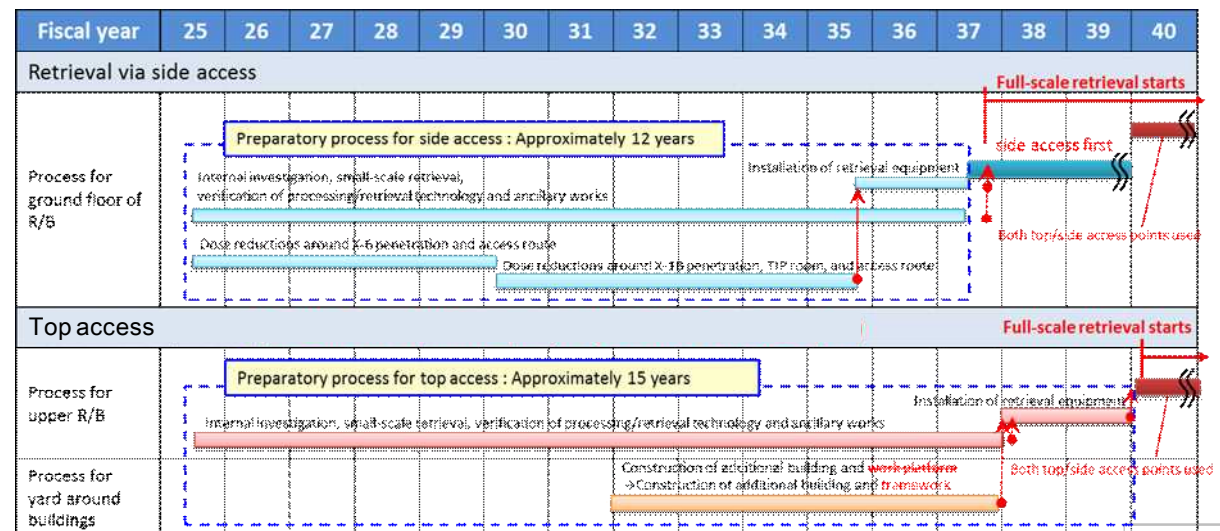 Fiscal year 25 26 27 28 29 30 31 32 33 34 35 36 37 38 39 40
Retrieval via side access
Full-scale retrieval starts
Preparatory process for side access : Approximately 12 years
side access first
Process for
ground floor of
R/B
Installation of retrieval equipment
Internal investigation, small-scale retrieval,
verification of processing/retrieval technology and ancillary works
Both top/side access points used
Dose reductions around X-6 penetration and access route
Dose reductions around X-1B penetration, TIP room, and access route
Top access
Full-scale retrieval starts
Preparatory process for top access : Approximately 15 years
Process for
upper R/B
Installation of retrieval equipment
Internal investigation, small-scale retrieval, verification of processing/retrieval technology and ancillary works
Process for
yard around
buildings
Construction of additional building and work platform
→Construction of additional building and framework
Both top/side access points used